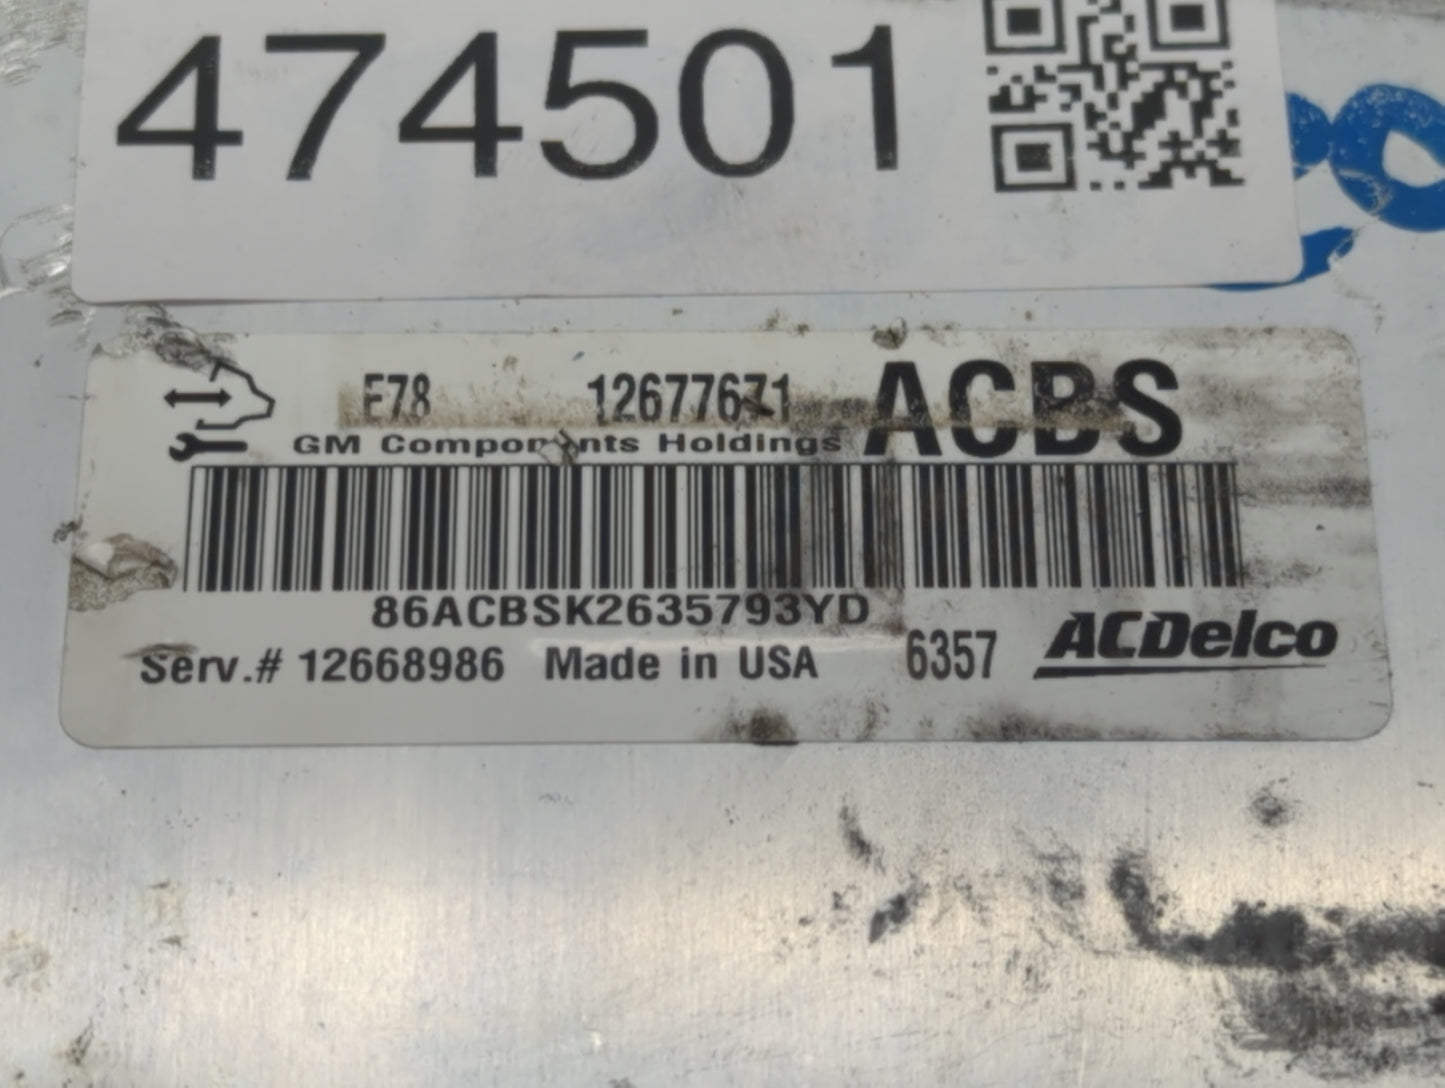 474501
E78 12677671 ACBS
GM Components Holdings
86ACBSK2635793YD
Serv.# 12668986 Made in USA 6357 ACDelco